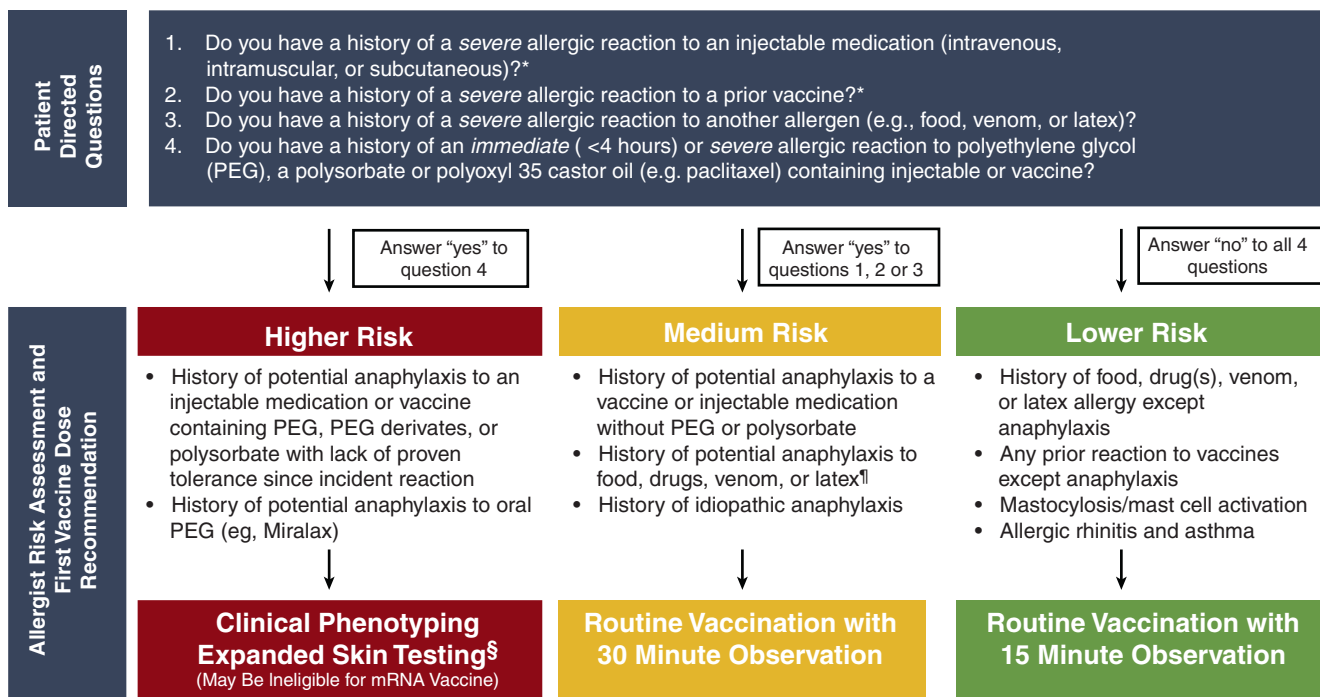 Patient
Directed
Questions
1. Do you have a history of a severe allergic reaction to an injectable medication (intravenous,
intramuscular, or subcutaneous)?*
2. Do you have a history of a severe allergic reaction to a prior vaccine?*
3. Do you have a history of a severe allergic reaction to another allergen (e.g., food, venom, or latex)?
4. Do you have a history of an immediate ( <4 hours) or severe allergic reaction to polyethylene glycol
(PEG), a polysorbate or polyoxyl 35 castor oil (e.g. paclitaxel) containing injectable or vaccine?
Answer “yes” to
question 4
Answer “yes” to
questions 1, 2 or 3
Answer “no” to all 4
questions
Allergist Risk Assessment and
First Vaccine Dose
Recommendation
Higher Risk
• History of potential anaphylaxis to an
injectable medication or vaccine
containing PEG, PEG derivates, or
polysorbate with lack of proven
tolerance since incident reaction
• History of potential anaphylaxis to oral
PEG (eg, Miralax)
Clinical Phenotyping
Expanded Skin Testing§
(May Be Ineligible for mRNA Vaccine)
Medium Risk
• History of potential anaphylaxis to a
vaccine or injectable medication
without PEG or polysorbate
• History of potential anaphylaxis to
food, drugs, venom, or latex¶
• History of idiopathic anaphylaxis
Routine Vaccination with
30 Minute Observation
Lower Risk
• History of food, drug(s), venom,
or latex allergy except
anaphylaxis
• Any prior reaction to vaccines
except anaphylaxis
• Mastocylosis/mast cell activation
• Allergic rhinitis and asthma
Routine Vaccination with
15 Minute Observation